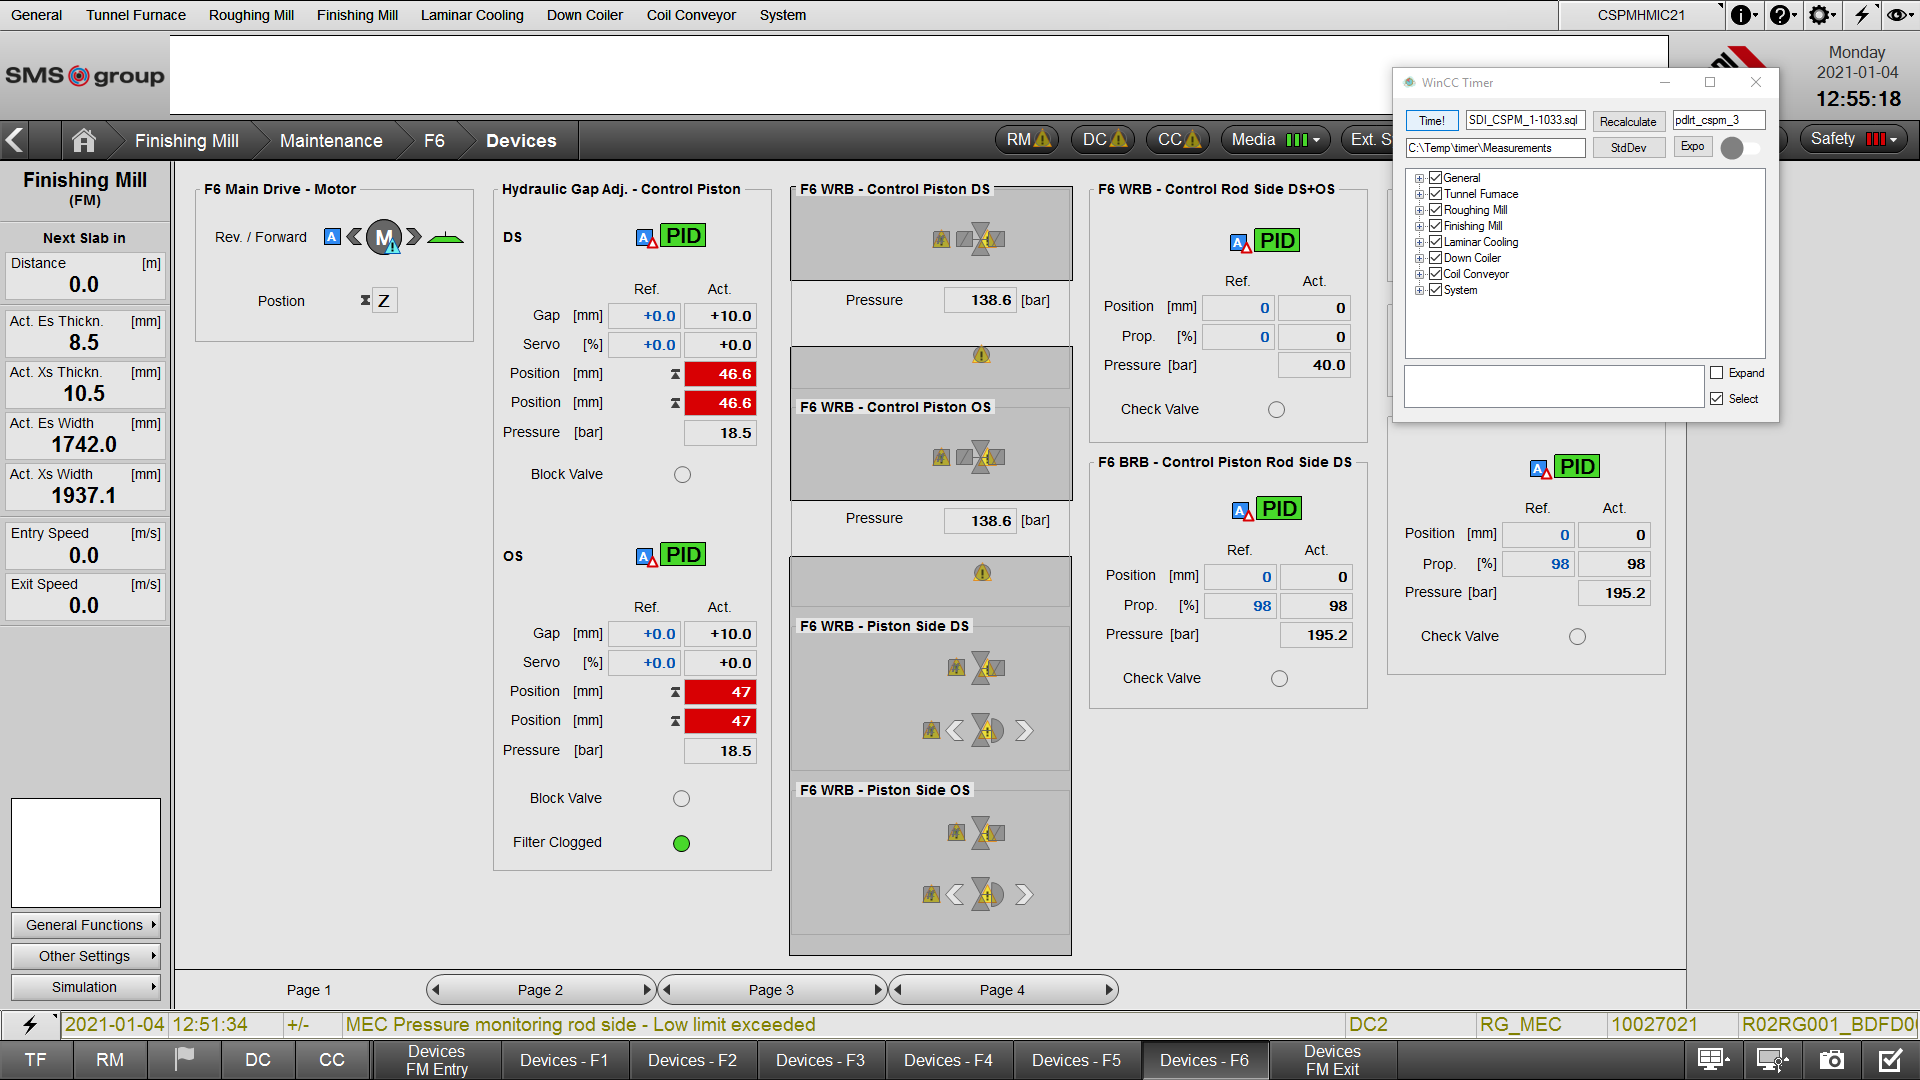 General Tunnel Furnace Roughing Mill Finishing Mill Laminar Cooling Down Coiler Coil Conveyor System CSPMHMIC21
SMS group
Monday
2021-01-04
12:55:18
Finishing Mill Maintenance F6 Devices RM DC CC Media Ext. S Safety
WinCC Timer
Time! SDI_CSPM_1-1033.sql Recalculate pdlrt_cspm_3
C:\Temp\timer\Measurements StdDev Expo
General
Tunnel Furnace
Roughing Mill
Finishing Mill
Laminar Cooling
Down Coiler
Coil Conveyor
System
Expand
Select
Finishing Mill
(FM)
Next Slab in
Distance [m]
0.0
Act. Es Thickn. [mm]
8.5
Act. Xs Thickn. [mm]
10.5
Act. Es Width [mm]
1742.0
Act. Xs Width [mm]
1937.1
Entry Speed [m/s]
0.0
Exit Speed [m/s]
0.0
General Functions
Other Settings
Simulation
F6 Main Drive - Motor
Rev. / Forward A M
Postion Z
Hydraulic Gap Adj. - Control Piston
DS A PID
Ref. Act.
Gap [mm] +0.0 +10.0
Servo [%] +0.0 +0.0
Position [mm] 46.6
Position [mm] 46.6
Pressure [bar] 18.5
Block Valve
OS A PID
Ref. Act.
Gap [mm] +0.0 +10.0
Servo [%] +0.0 +0.0
Position [mm] 47
Position [mm] 47
Pressure [bar] 18.5
Block Valve
Filter Clogged
F6 WRB - Control Piston DS
Pressure 138.6 [bar]
F6 WRB - Control Piston OS
Pressure 138.6 [bar]
F6 WRB - Piston Side DS
F6 WRB - Piston Side OS
F6 WRB - Control Rod Side DS+OS
A PID
Ref. Act.
Position [mm] 0 0
Prop. [%] 0 0
Pressure [bar] 40.0
Check Valve
F6 BRB - Control Piston Rod Side DS
A PID
Ref. Act.
Position [mm] 0 0
Prop. [%] 98 98
Pressure [bar] 195.2
Check Valve
A PID
Ref. Act.
Position [mm] 0 0
Prop. [%] 98 98
Pressure [bar] 195.2
Check Valve
Page 1 Page 2 Page 3 Page 4
2021-01-04 12:51:34 +/- MEC Pressure monitoring rod side - Low limit exceeded DC2 RG_MEC 10027021
TF RM DC CC Devices FM Entry Devices - F1 Devices - F2 Devices - F3 Devices - F4 Devices - F5 Devices - F6 Devices FM Exit